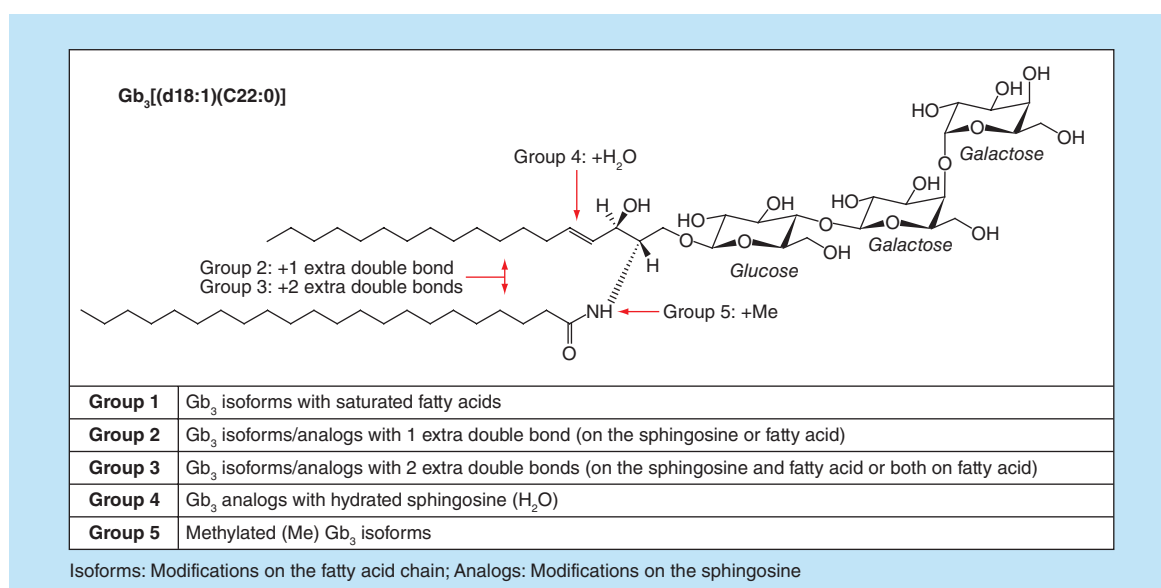 Gb₃[(d18:1)(C22:0)]
OH
OH
HO
O
OH
Galactose
Group 4: +H₂O
O
OH
HO
H
OH
HO
OH
O
O
OH
Galactose
HO
O
O
OH
Glucose
H
Group 2: +1 extra double bond
Group 3: +2 extra double bonds
NH
Group 5: +Me
O
Group 1 Gb₃ isoforms with saturated fatty acids
Group 2 Gb₃ isoforms/analogs with 1 extra double bond (on the sphingosine or fatty acid)
Group 3 Gb₃ isoforms/analogs with 2 extra double bonds (on the sphingosine and fatty acid or both on fatty acid)
Group 4 Gb₃ analogs with hydrated sphingosine (H₂O)
Group 5 Methylated (Me) Gb₃ isoforms
Isoforms: Modifications on the fatty acid chain; Analogs: Modifications on the sphingosine